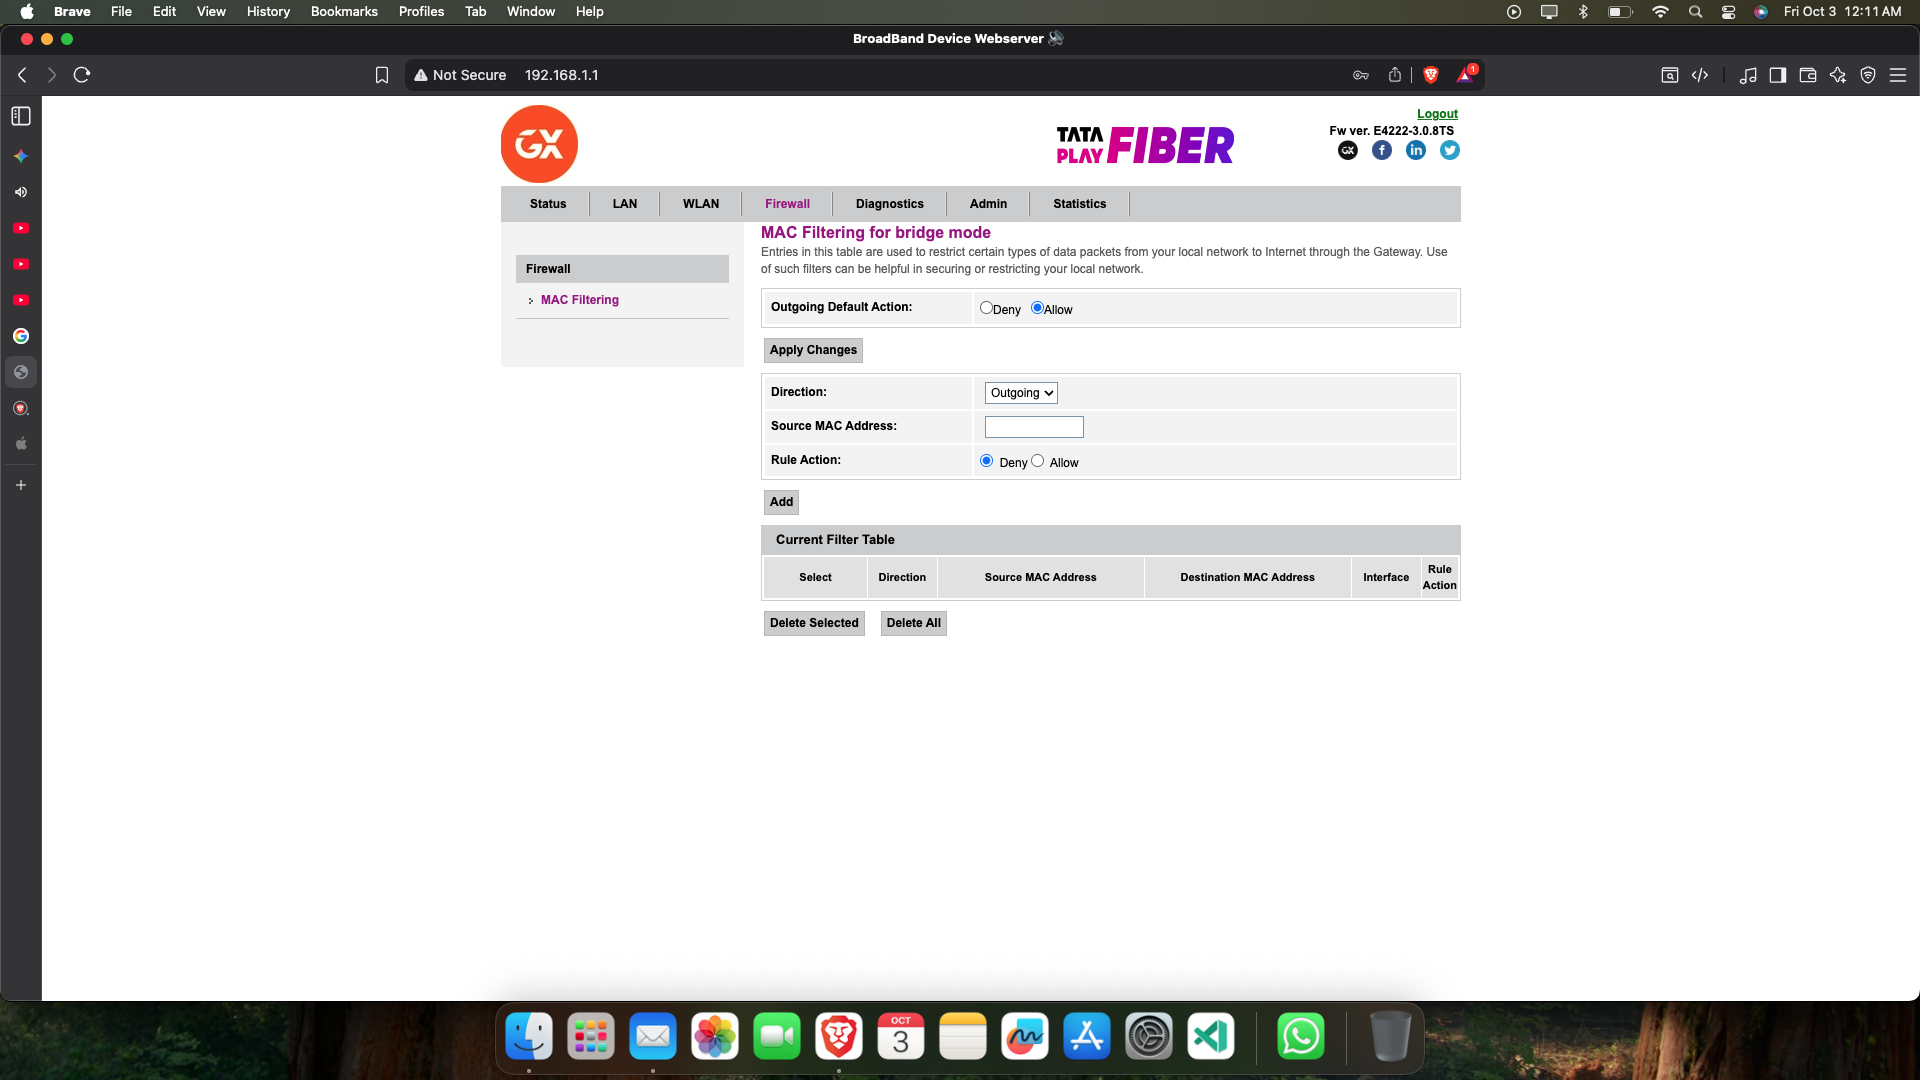 Brave File Edit View History Bookmarks Profiles Tab Window Help Fri Oct 3 12:11 AM
BroadBand Device Webserver
Not Secure 192.168.1.1 1
GX
TATA PLAY FIBER
Logout
Fw ver. E4222-3.0.8TS
GX f in
Status LAN WLAN Firewall Diagnostics Admin Statistics
Firewall
MAC Filtering
MAC Filtering for bridge mode
Entries in this table are used to restrict certain types of data packets from your local network to Internet through the Gateway. Use
of such filters can be helpful in securing or restricting your local network.
Outgoing Default Action: Deny Allow
Apply Changes
Direction: Outgoing
Source MAC Address:
Rule Action: Deny Allow
Add
Current Filter Table
Select Direction Source MAC Address Destination MAC Address Interface Rule Action
Delete Selected Delete All
OCT
3